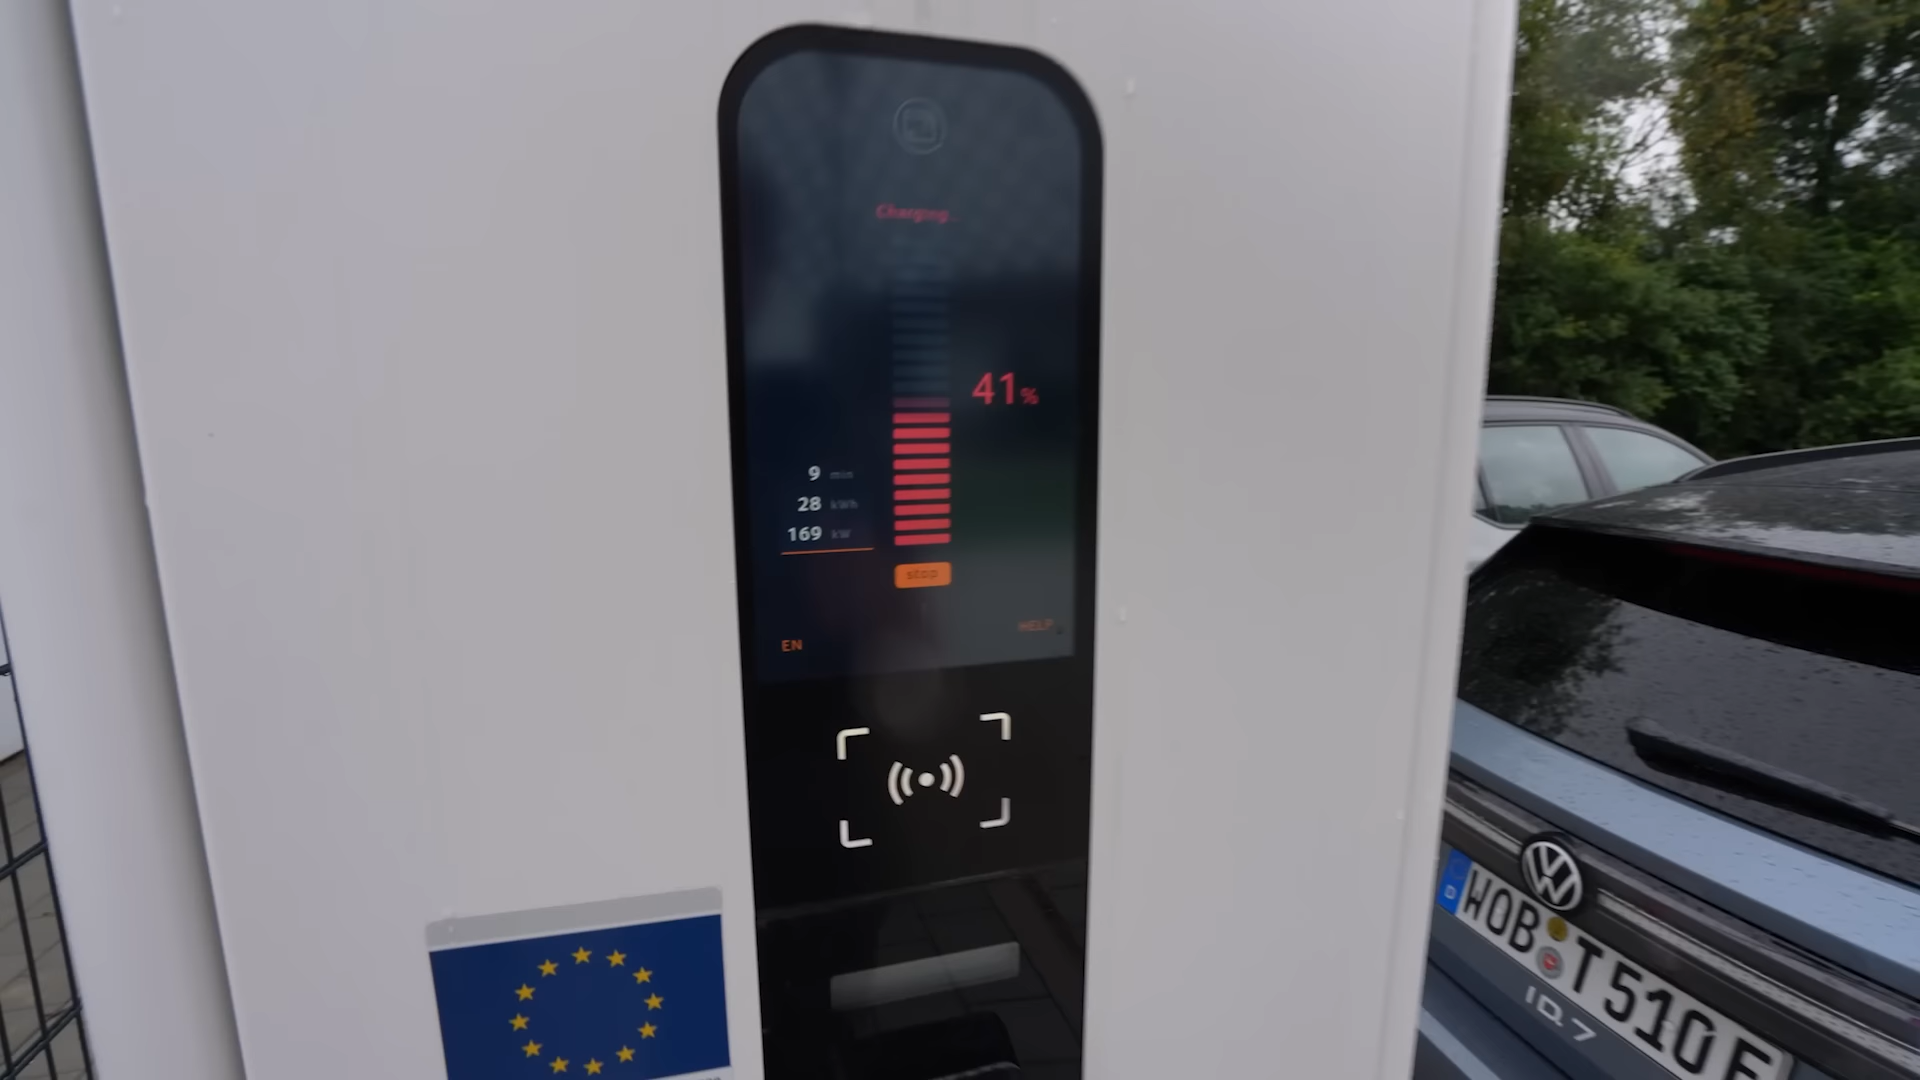 Charging...
41%
9 min
28 kWh
169 kW
stop
HELP
EN
WOB T 510 E
ID.7